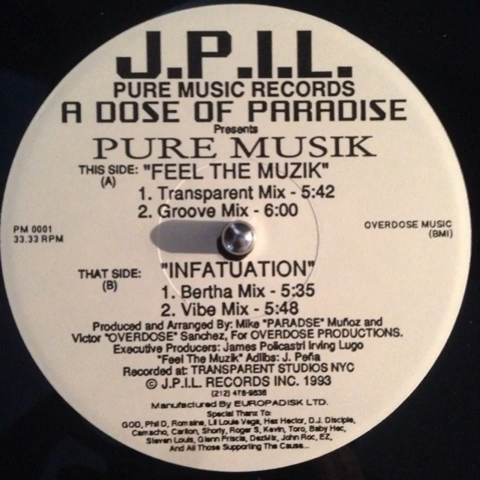 J.P.I.L.
PURE MUSIC RECORDS
A DOSE OF PARADISE
Presents
PURE MUSIK
THIS SIDE: "FEEL THE MUZIK"
(A)
1. Transparent Mix - 5:42
2. Groove Mix - 6:00
PM 0001
33.33 RPM
OVERDOSE MUSIC
(BMI)
THAT SIDE: "INFATUATION"
(B)
1. Bertha Mix - 5:35
2. Vibe Mix - 5:48
Produced and Arranged By: Mike "PARADSE" Muñoz and
Victor "OVERDOSE" Sanchez, For OVERDOSE PRODUCTIONS.
Executive Producers: James Policastri Irving Lugo
"Feel The Muzik" Adlibs: J. Peña
Recorded at: TRANSPARENT STUDIOS NYC
© J.P.I.L. RECORDS INC. 1993
(212) 476-9636
Manufactured By EUROPADISK LTD.
Special Thanx To:
GOD, Phil D, Romaine, Lil Louie Vega, Hex Hector, D.J. Disciple,
Camacho, Carlton, Shorty, Roger S, Kevin, Toro, Baby Hec,
Steven Louis, Glenn Friscia, DezMix, John Roc, EZ,
And All Those Supporting The Cause...